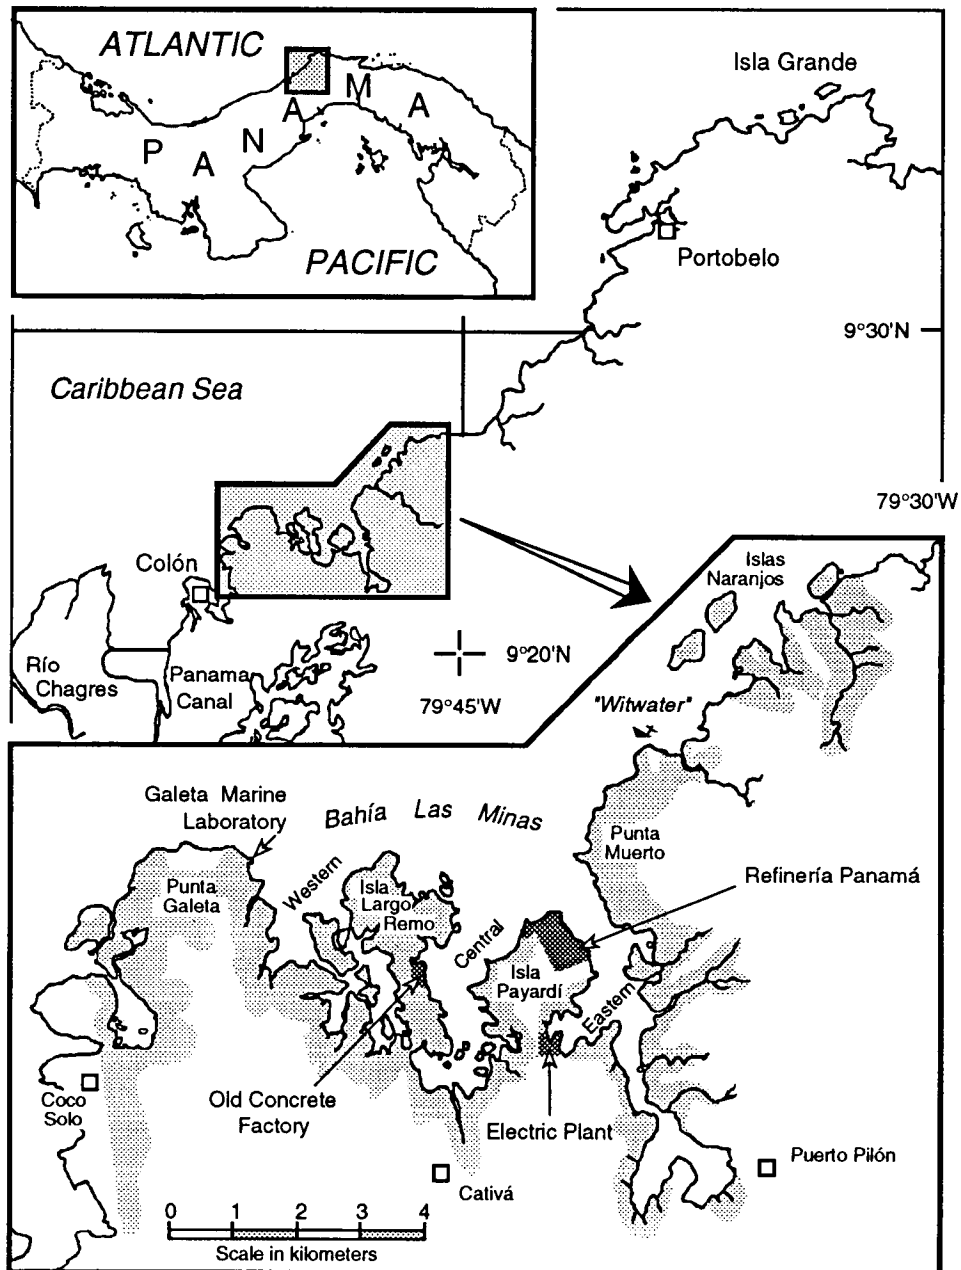 ATLANTIC
P A N A M A
PACIFIC
Isla Grande
Portobelo
9°30'N
Caribbean Sea
79°30'W
Colón
Río
Chagres
Panama
Canal
9°20'N
79°45'W
Islas
Naranjos
"Witwater"
Galeta Marine
Laboratory
Bahía Las Minas
Punta
Muerto
Refinería Panamá
Punta
Galeta
Western
Isla
Largo
Remo
Central
Isla
Payardí
Eastern
Coco
Solo
Old Concrete
Factory
Electric Plant
Puerto Pilón
Cativá
0 1 2 3 4
Scale in kilometers